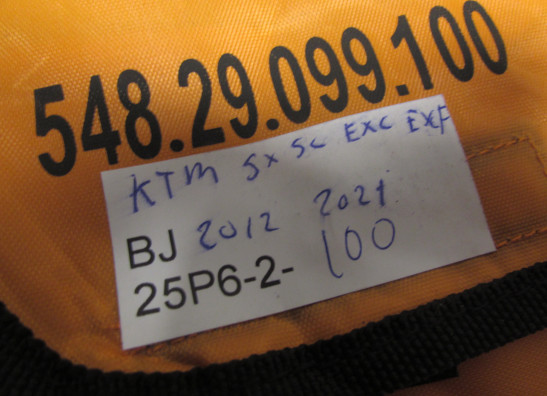 548.29.099.100
KTM SX SC EXC EXF
BJ 2012 2021
25P6-2-100